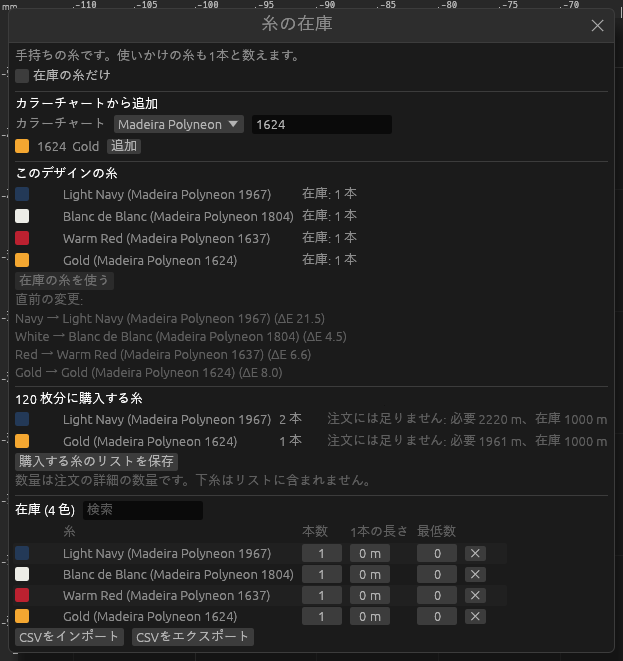 mm -110 -105 -100 -95 -90 -85 -80 -75 -70
糸の在庫
手持ちの糸です。使いかけの糸も1本と数えます。
在庫の糸だけ
カラーチャートから追加
カラーチャート Madeira Polyneon 1624
1624 Gold 追加
このデザインの糸
Light Navy (Madeira Polyneon 1967) 在庫: 1 本
Blanc de Blanc (Madeira Polyneon 1804) 在庫: 1 本
Warm Red (Madeira Polyneon 1637) 在庫: 1 本
Gold (Madeira Polyneon 1624) 在庫: 1 本
在庫の糸を使う
直前の変更:
Navy → Light Navy (Madeira Polyneon 1967) (ΔE 21.5)
White → Blanc de Blanc (Madeira Polyneon 1804) (ΔE 4.5)
Red → Warm Red (Madeira Polyneon 1637) (ΔE 6.6)
Gold → Gold (Madeira Polyneon 1624) (ΔE 8.0)
120 枚分に購入する糸
Light Navy (Madeira Polyneon 1967) 2 本 注文には足りません: 必要 2220 m、在庫 1000 m
Gold (Madeira Polyneon 1624) 1 本 注文には足りません: 必要 1961 m、在庫 1000 m
購入する糸のリストを保存
数量は注文の詳細の数量です。下糸はリストに含まれません。
在庫 (4 色) 検索
糸 本数 1本の長さ 最低数
Light Navy (Madeira Polyneon 1967) 1 0 m 0
Blanc de Blanc (Madeira Polyneon 1804) 1 0 m 0
Warm Red (Madeira Polyneon 1637) 1 0 m 0
Gold (Madeira Polyneon 1624) 1 0 m 0
CSVをインポート CSVをエクスポート